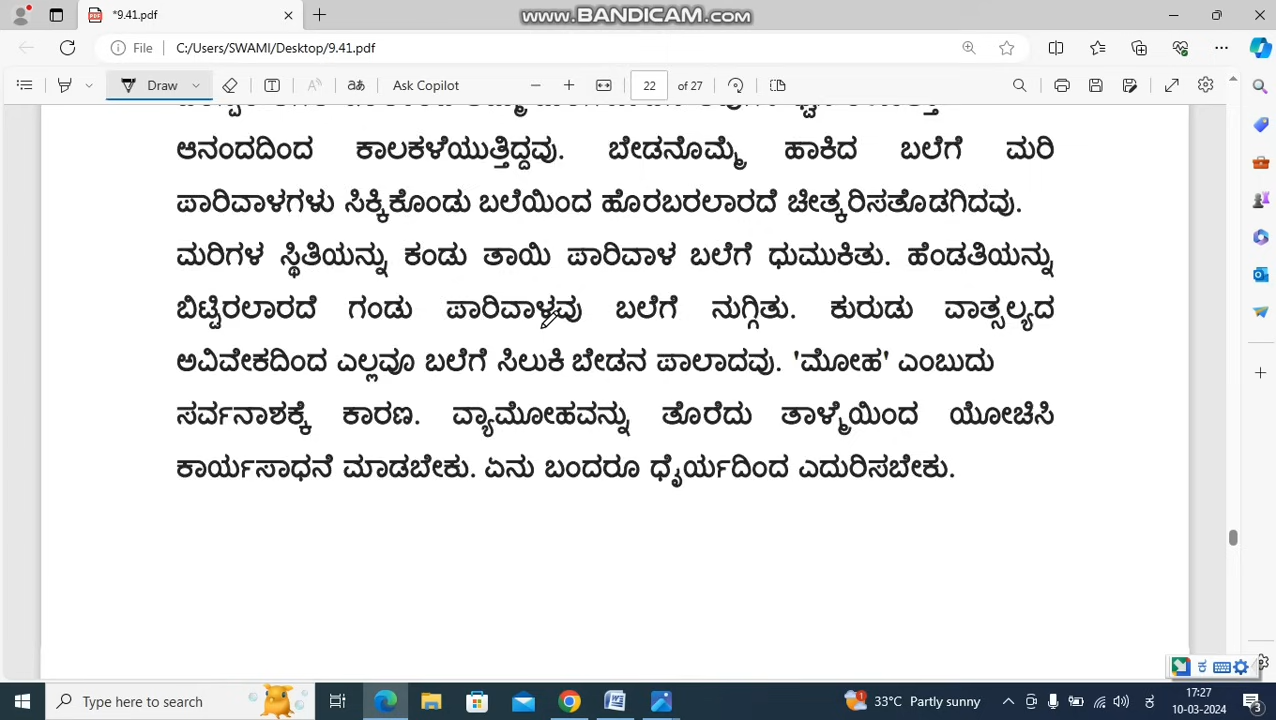 www.BANDICAM.com
*9.41.pdf
File C:/Users/SWAMI/Desktop/9.41.pdf
Draw aあ Ask Copilot 22 of 27
ಆನಂದದಿಂದ ಕಾಲಕಳೆಯುತ್ತಿದ್ದವು. ಬೇಡನೊಮ್ಮೆ ಹಾಕಿದ ಬಲೆಗೆ ಮರಿ
ಪಾರಿವಾಳಗಳು ಸಿಕ್ಕಿಕೊಂಡು ಬಲೆಯಿಂದ ಹೊರಬರಲಾರದೆ ಚೀತ್ಕರಿಸತೊಡಗಿದವು.
ಮರಿಗಳ ಸ್ಥಿತಿಯನ್ನು ಕಂಡು ತಾಯಿ ಪಾರಿವಾಳ ಬಲೆಗೆ ಧುಮುಕಿತು. ಹೆಂಡತಿಯನ್ನು
ಬಿಟ್ಟಿರಲಾರದೆ ಗಂಡು ಪಾರಿವಾಳವು ಬಲೆಗೆ ನುಗ್ಗಿತು. ಕುರುಡು ವಾತ್ಸಲ್ಯದ
ಅವಿವೇಕದಿಂದ ಎಲ್ಲವೂ ಬಲೆಗೆ ಸಿಲುಕಿ ಬೇಡನ ಪಾಲಾದವು. 'ಮೋಹ' ಎಂಬುದು
ಸರ್ವನಾಶಕ್ಕೆ ಕಾರಣ. ವ್ಯಾಮೋಹವನ್ನು ತೊರೆದು ತಾಳ್ಮೆಯಿಂದ ಯೋಚಿಸಿ
ಕಾರ್ಯಸಾಧನೆ ಮಾಡಬೇಕು. ಏನು ಬಂದರೂ ಧೈರ್ಯದಿಂದ ಎದುರಿಸಬೇಕು.
Type here to search 33°C Partly sunny ಕ 17:27
10-03-2024